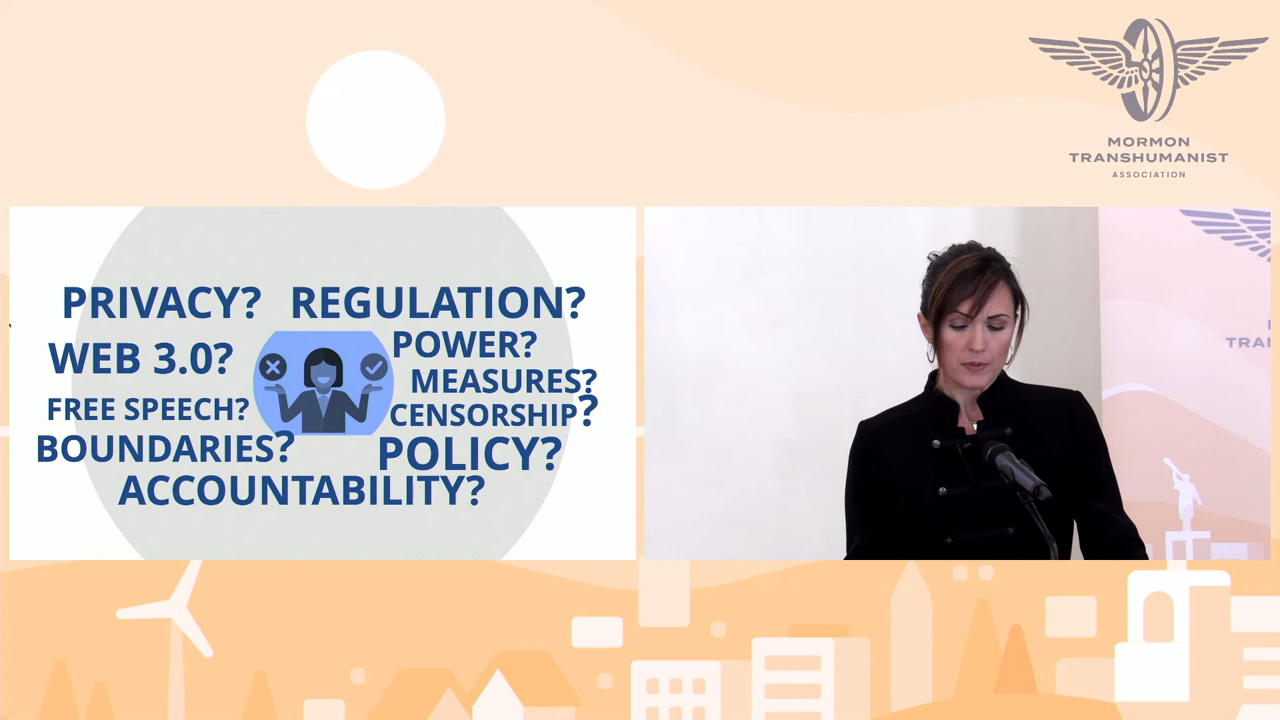 MORMON
TRANSHUMANIST
ASSOCIATION
PRIVACY? REGULATION?
WEB 3.0?
POWER?
MEASURES?
FREE SPEECH?
CENSORSHIP?
BOUNDARIES?
POLICY?
ACCOUNTABILITY?